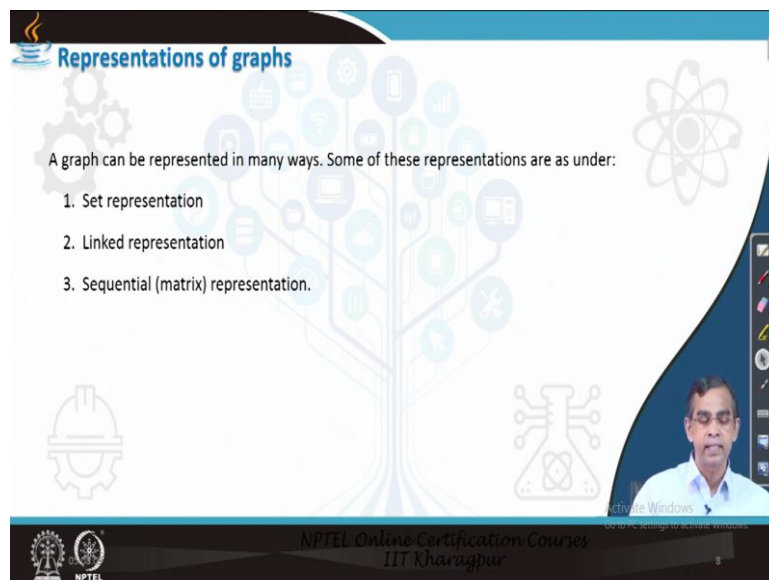 Representations of graphs
A graph can be represented in many ways. Some of these representations are as under:
1. Set representation
2. Linked representation
3. Sequential (matrix) representation.
Activate Windows
Go to PC settings to activate Windows.
NPTEL Online Certification Courses
IIT Kharagpur
NPTEL
8